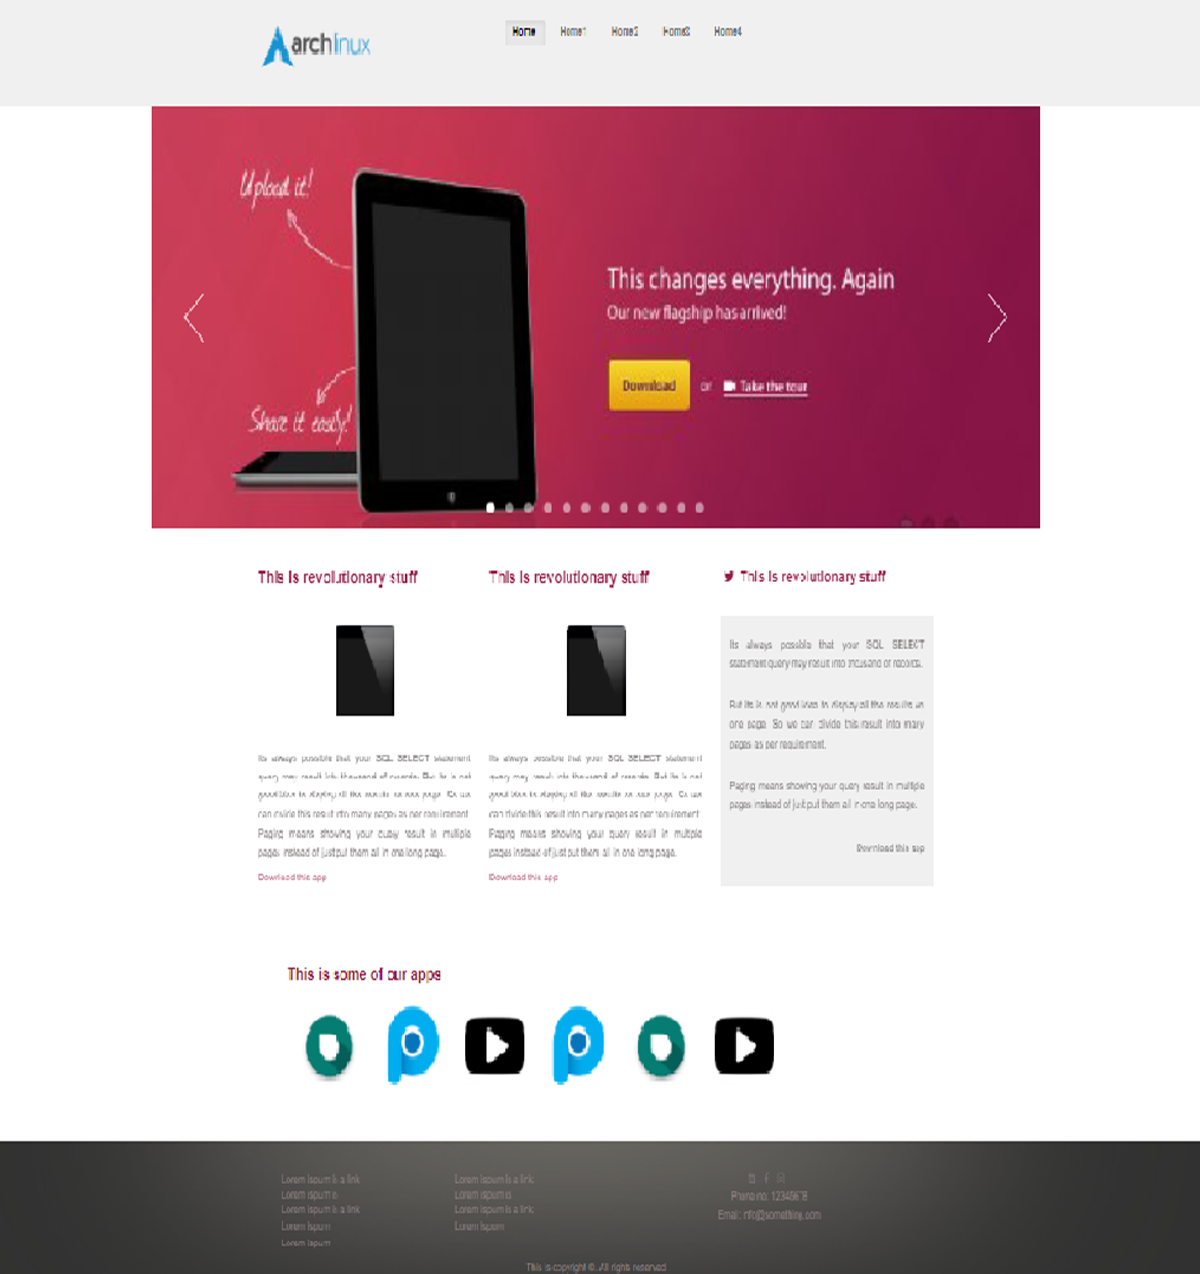 archlinux
Home Home1 Home2 Home3 Home4
Upload it!
This changes everything. Again
Our new flagship has arrived!
Download or Take the tour
Share it easily!
This is revolutionary stuff
Its always possible that your SQL SELECT statement
query may result into thousand of records. But its is not
good idea to display all the results on one page. So we
can divide this result into many pages as per requirement.
Paging means showing your query result in multiple
pages instead of just put them all in one long page.
Download this app
This is revolutionary stuff
Its always possible that your SQL SELECT statement
query may result into thousand of records. But its is not
good idea to display all the results on one page. So we
can divide this result into many pages as per requirement.
Paging means showing your query result in multiple
pages instead of just put them all in one long page.
Download this app
This is revolutionary stuff
Its always possible that your SQL SELECT
statement query may result into thousand of records.
But its is not good idea to display all the results on
one page. So we can divide this result into many
pages as per requirement.
Paging means showing your query result in multiple
pages instead of just put them all in one long page.
Download this app
This is some of our apps
Lorem Ispum is a link
Lorem ispum is
Lorem Ispum is a link
Lorem Ispum
Lorem Ispum
Lorem Ispum is a link
Lorem ispum is
Lorem Ispum is a link
Lorem Ispum
Phone no: 12345678
Email: info@something.com
This is copyright ©. All rights reserved